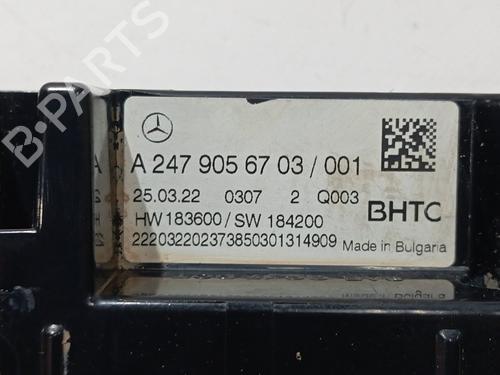 B-PARTS
A 247 905 67 03 / 001
25.03.22 0307 2 Q003
HW 183600 / SW 184200
BHTC
222032202373850301314909 Made in Bulgaria